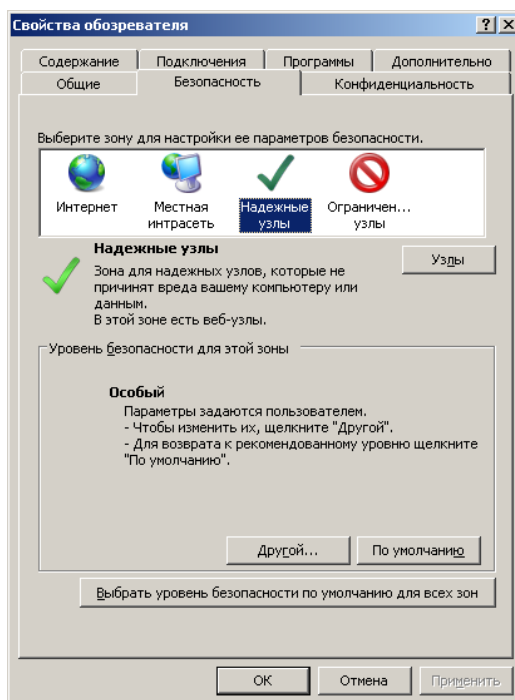 Свойства обозревателя
Содержание Подключения Программы Дополнительно
Общие Безопасность Конфиденциальность
Выберите зону для настройки ее параметров безопасности.
Интернет
Местная интрасеть
Надежные узлы
Ограничен... узлы
Надежные узлы
Узлы
Зона для надежных узлов, которые не
причинят вреда вашему компьютеру или
данным.
В этой зоне есть веб-узлы.
Уровень безопасности для этой зоны
Особый
Параметры задаются пользователем.
- Чтобы изменить их, щелкните "Другой".
- Для возврата к рекомендованному уровню щелкните
"По умолчанию".
Другой... По умолчанию
Выбрать уровень безопасности по умолчанию для всех зон
ОК Отмена Применить